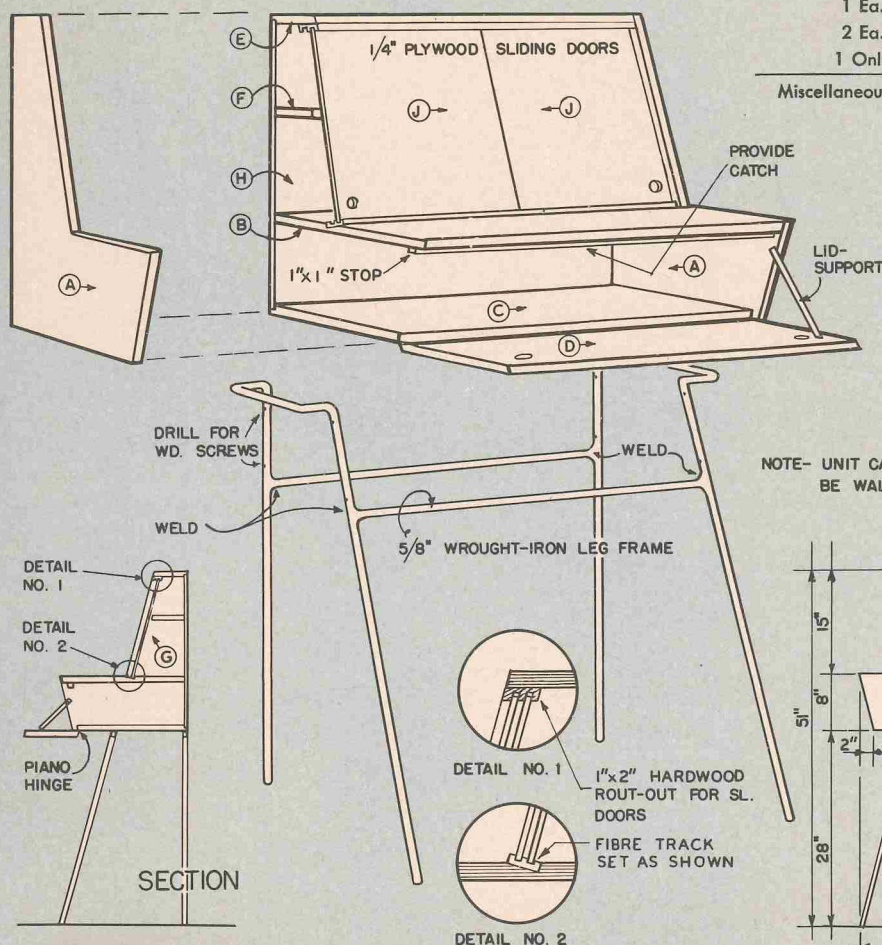 1 Ea.
2 Ea.
1 Onl
Miscellaneou
E
1/4" PLYWOOD SLIDING DOORS
F
J
J
H
B
PROVIDE
CATCH
1"x1" STOP
A
A
LID-
SUPPORT
C
D
DRILL FOR
WD. SCREWS
WELD
WELD
5/8" WROUGHT-IRON LEG FRAME
NOTE- UNIT CA
BE WAL
DETAIL
NO. 1
DETAIL
NO. 2
G
PIANO
HINGE
SECTION
DETAIL NO. 1
1"x2" HARDWOOD
ROUT-OUT FOR SL.
DOORS
FIBRE TRACK
SET AS SHOWN
DETAIL NO. 2
15"
51"
8"
2"
28"